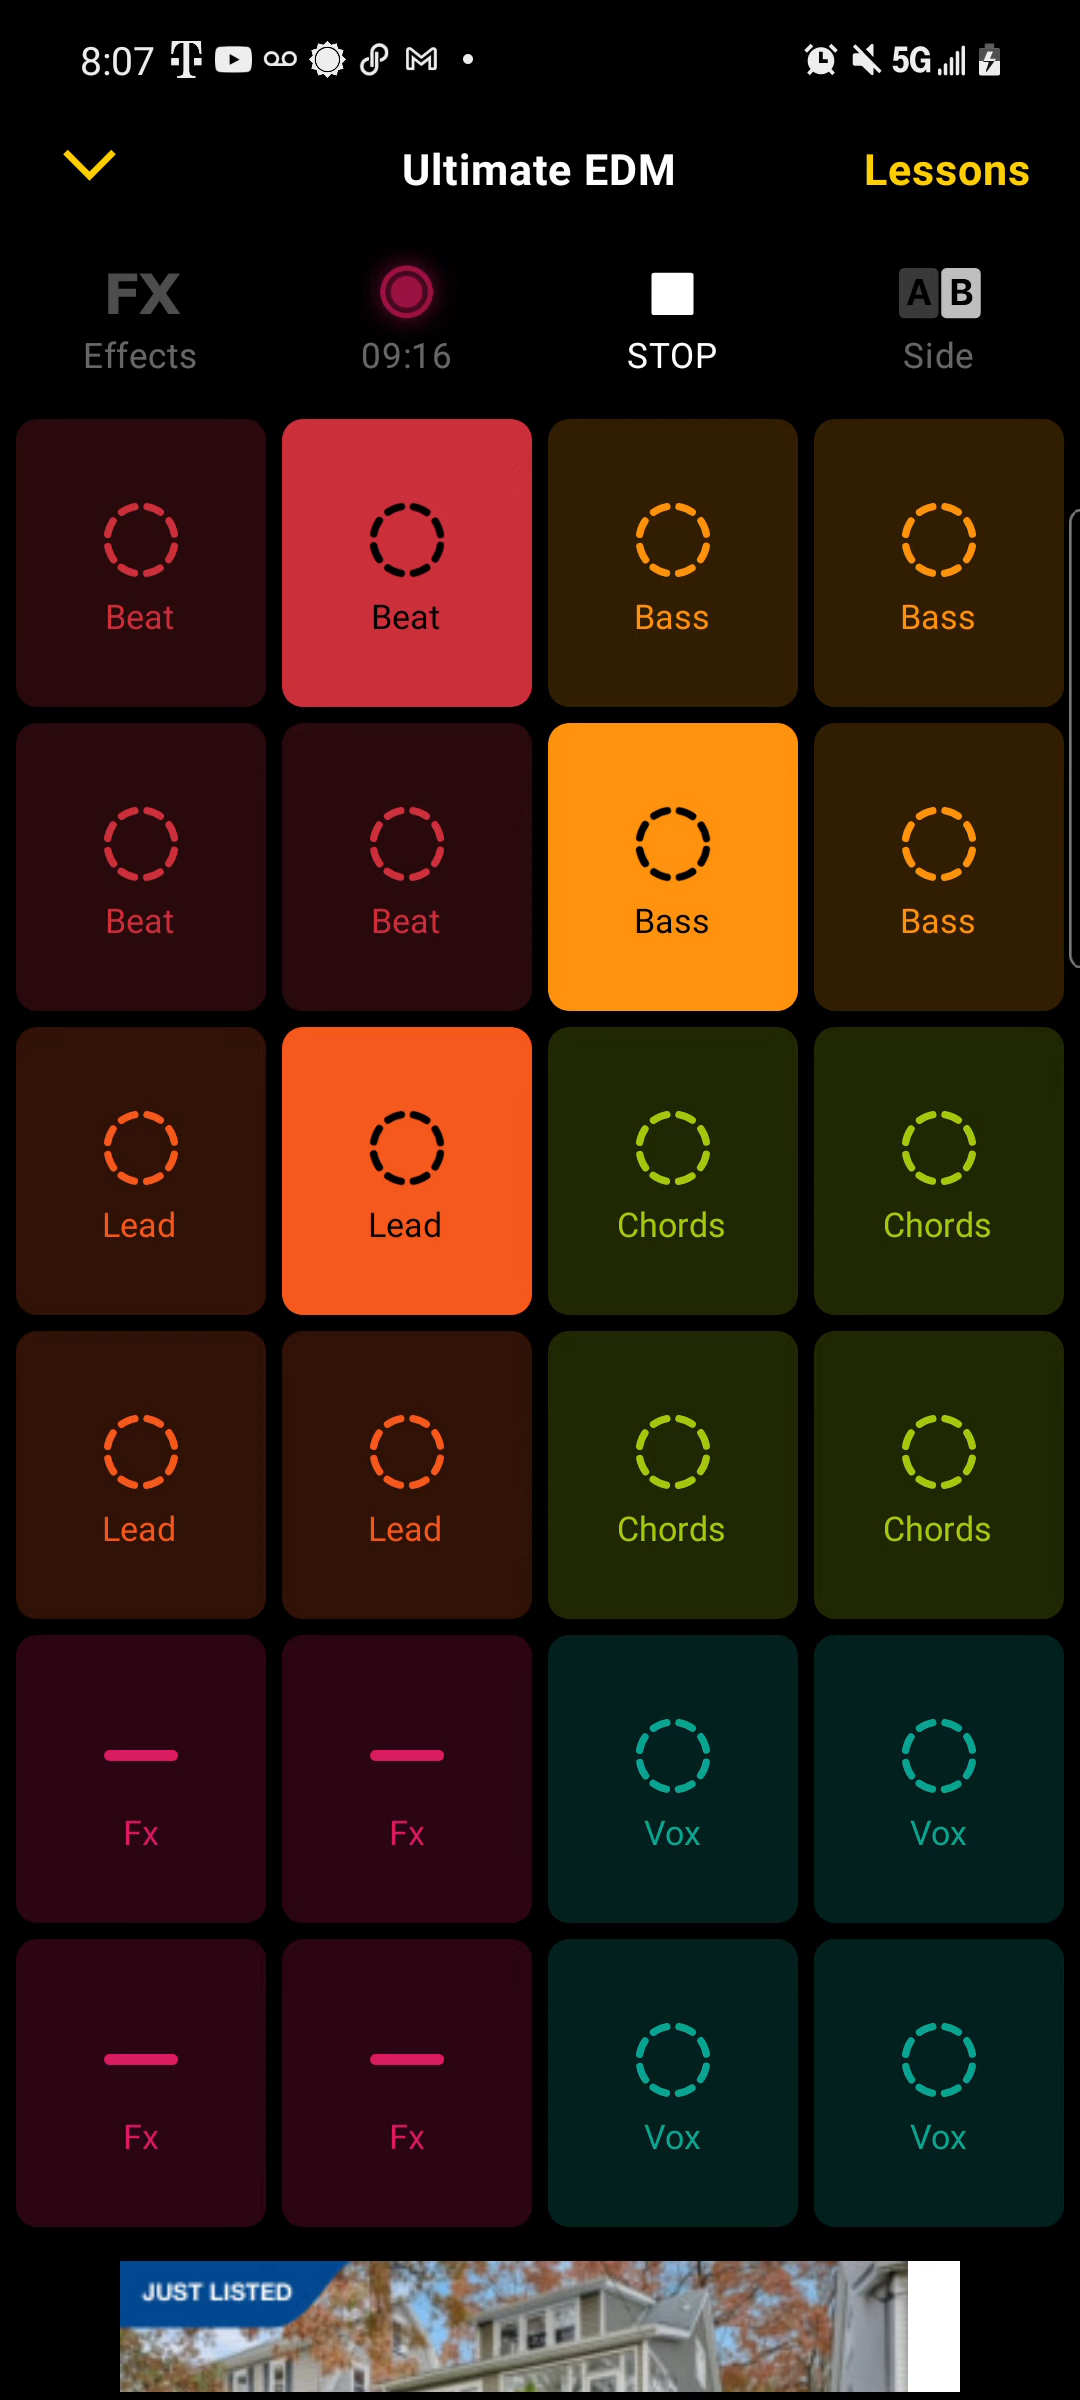 8:07 5G
Ultimate EDM Lessons
FX AB
Effects 09:16 STOP Side
Beat Beat Bass Bass
Beat Beat Bass Bass
Lead Lead Chords Chords
Lead Lead Chords Chords
Fx Fx Vox Vox
Fx Fx Vox Vox
JUST LISTED